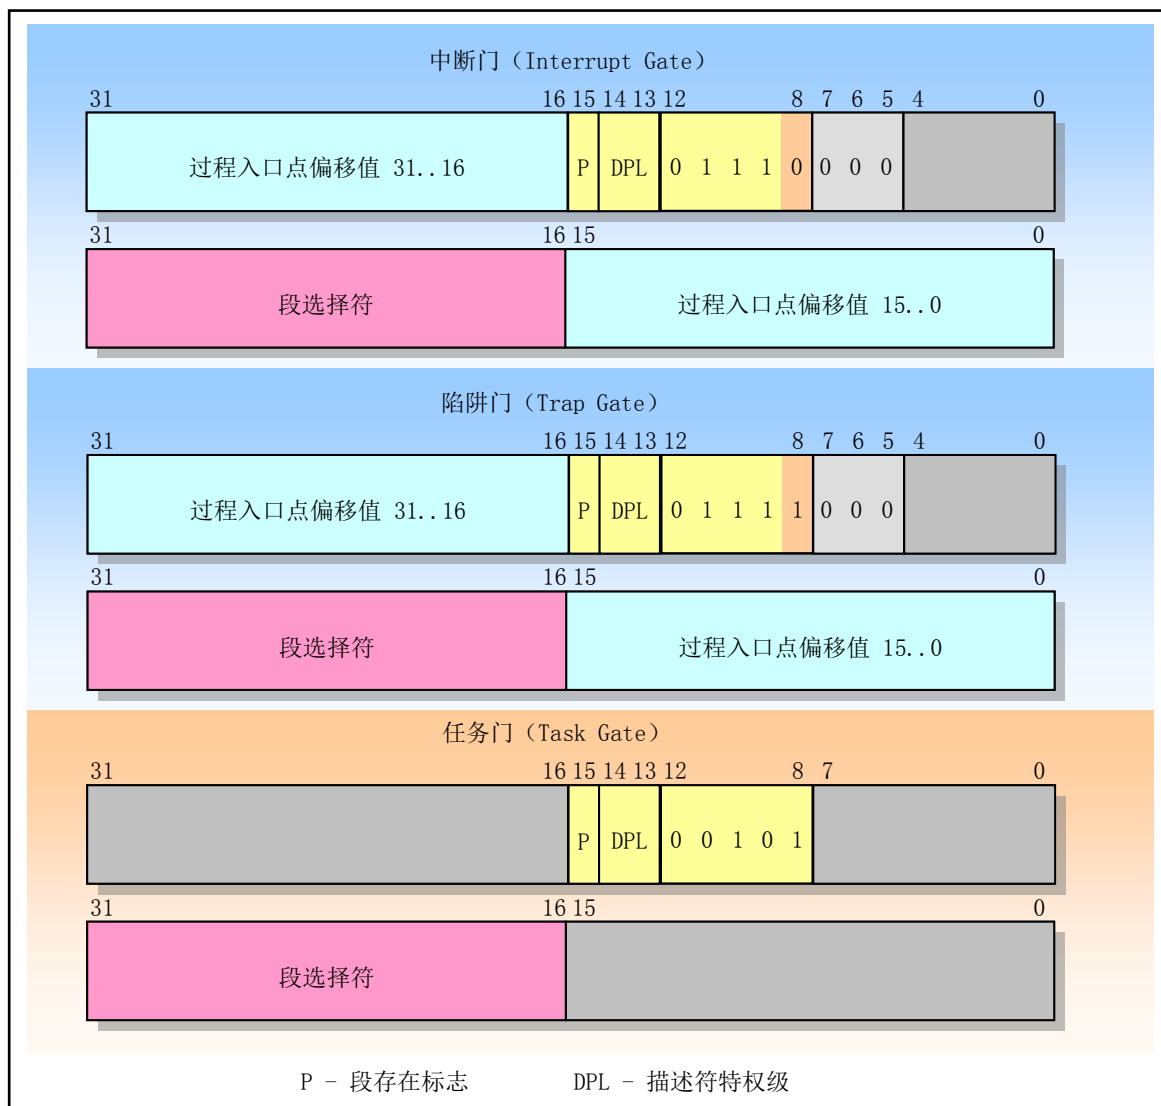 中断门（Interrupt Gate）
31 16 15 14 13 12 8 7 6 5 4 0
过程入口点偏移值 31..16 P DPL 0 1 1 1 0 0 0 0
31 16 15 0
段选择符 过程入口点偏移值 15..0
陷阱门（Trap Gate）
31 16 15 14 13 12 8 7 6 5 4 0
过程入口点偏移值 31..16 P DPL 0 1 1 1 1 0 0 0
31 16 15 0
段选择符 过程入口点偏移值 15..0
任务门（Task Gate）
31 16 15 14 13 12 8 7 0
P DPL 0 0 1 0 1
31 16 15 0
段选择符
P - 段存在标志 DPL - 描述符特权级